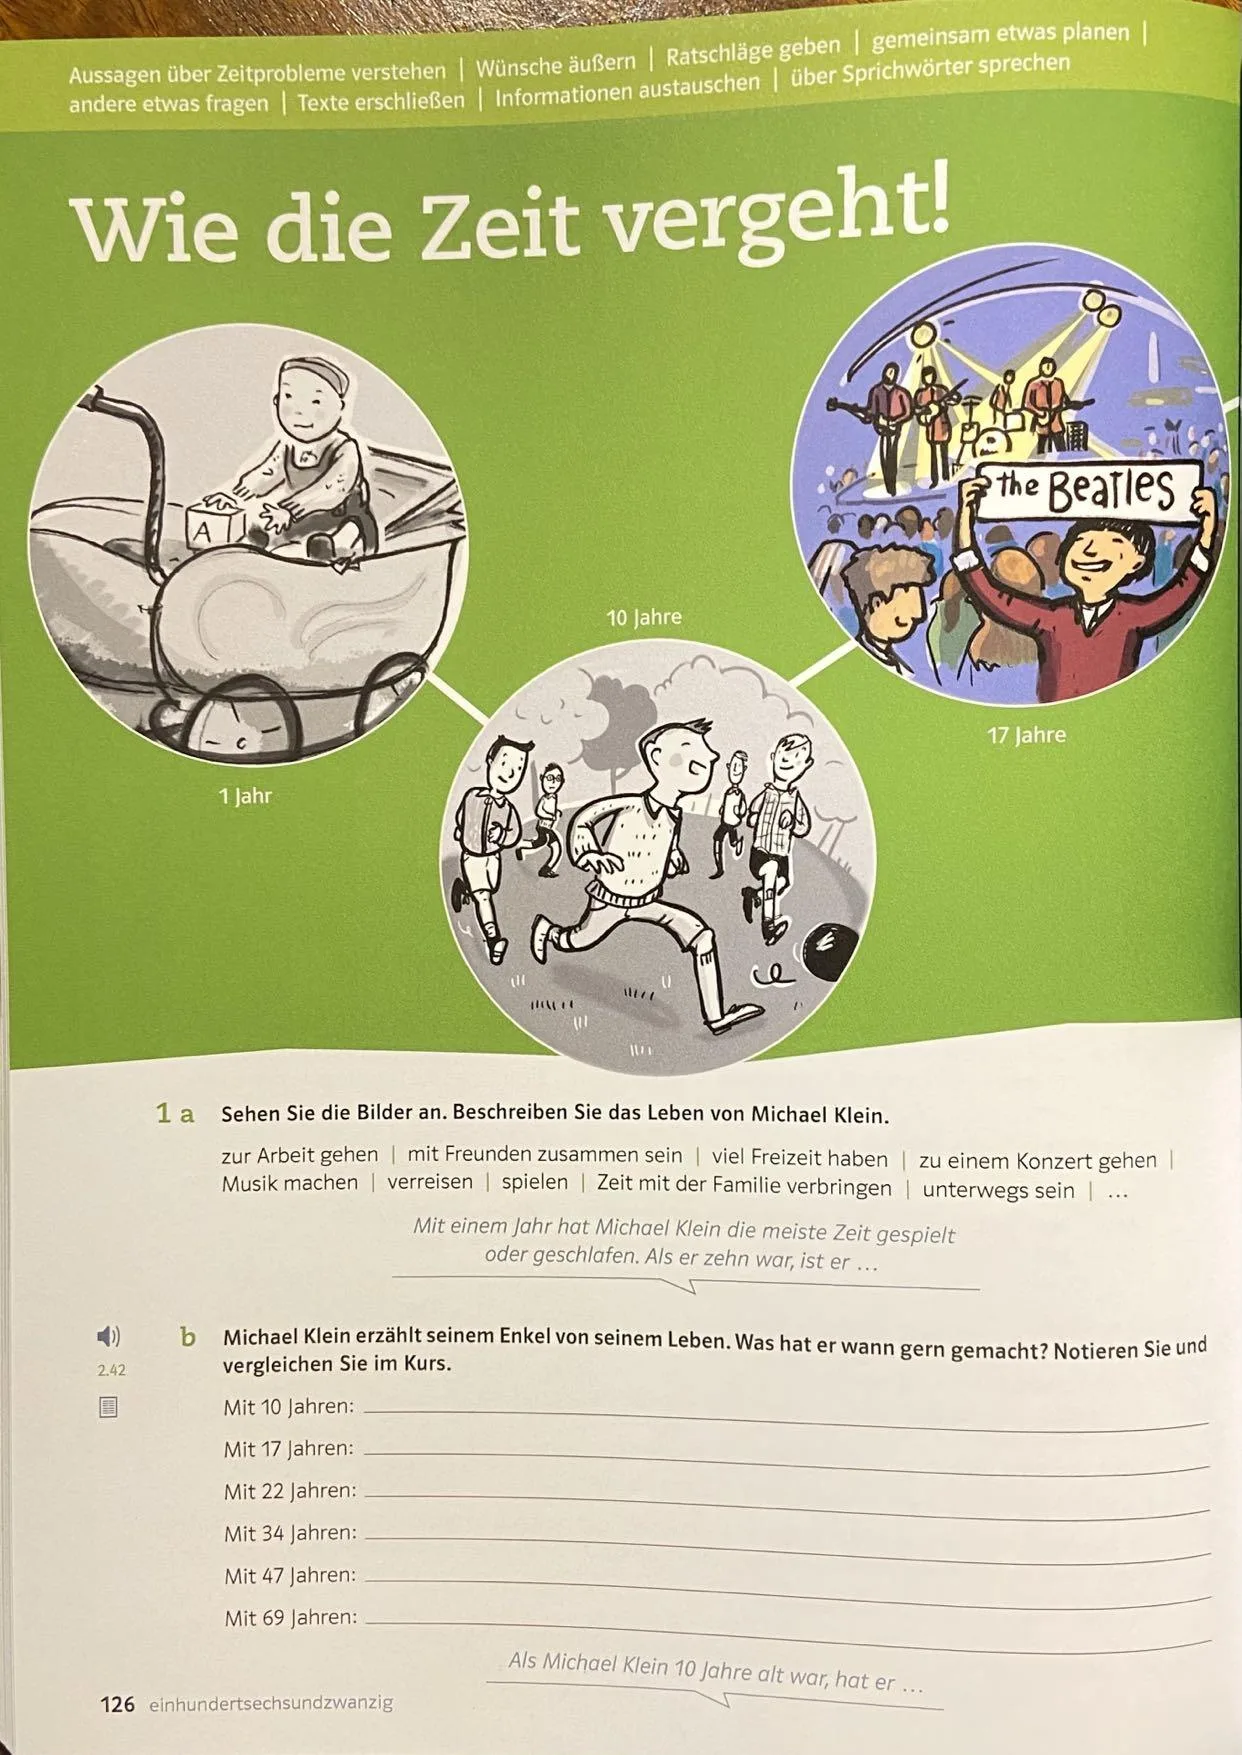 Aussagen über Zeitprobleme verstehen | Wünsche äußern | Ratschläge geben | gemeinsam etwas planen |
andere etwas fragen | Texte erschließen | Informationen austauschen | über Sprichwörter sprechen
Wie die Zeit vergeht!
the BEATLES
A
10 Jahre
17 Jahre
1 Jahr
1 a Sehen Sie die Bilder an. Beschreiben Sie das Leben von Michael Klein.
zur Arbeit gehen | mit Freunden zusammen sein | viel Freizeit haben | zu einem Konzert gehen |
Musik machen | verreisen | spielen | Zeit mit der Familie verbringen | unterwegs sein | ...
Mit einem Jahr hat Michael Klein die meiste Zeit gespielt
oder geschlafen. Als er zehn war, ist er ...
b Michael Klein erzählt seinem Enkel von seinem Leben. Was hat er wann gern gemacht? Notieren Sie und
2.42 vergleichen Sie im Kurs.
Mit 10 Jahren:
Mit 17 Jahren:
Mit 22 Jahren:
Mit 34 Jahren:
Mit 47 Jahren:
Mit 69 Jahren:
Als Michael Klein 10 Jahre alt war, hat er ...
126 einhundertsechsundzwanzig